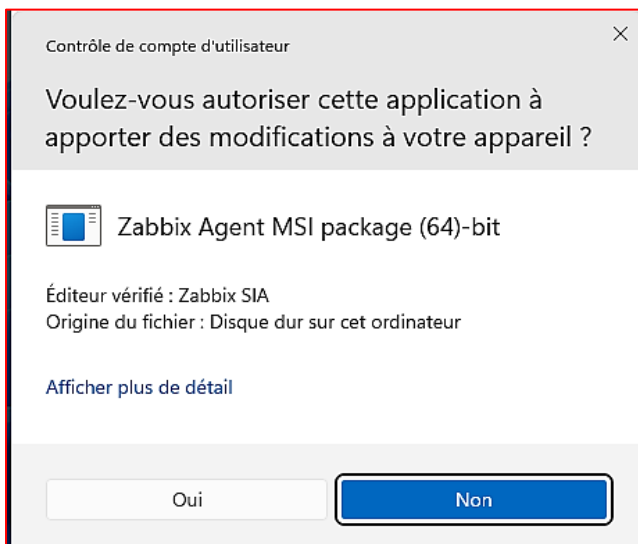 Contrôle de compte d'utilisateur
Voulez-vous autoriser cette application à
apporter des modifications à votre appareil ?
Zabbix Agent MSI package (64)-bit
Éditeur vérifié : Zabbix SIA
Origine du fichier : Disque dur sur cet ordinateur
Afficher plus de détail
Oui
Non